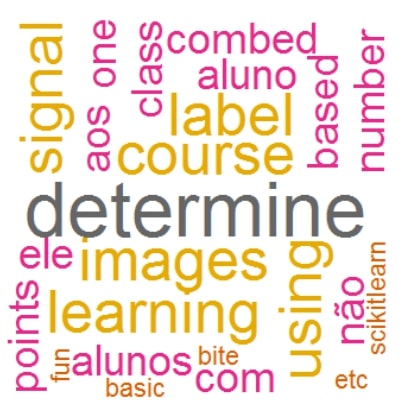 signal
aos
one
class
combed
aluno
based
number
label
course
determine
ele
images
using
não
scikitlearn
points
learning
fun
alunos
bite
basic
com
etc